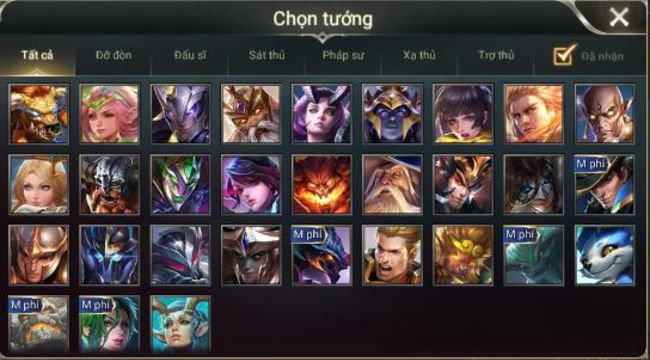 Chọn tướng
Tất cả Đỡ đòn Đấu sĩ Sát thủ Pháp sư Xạ thủ Trợ thủ Đã nhận
M phí
M phí M phí
M phí M phí